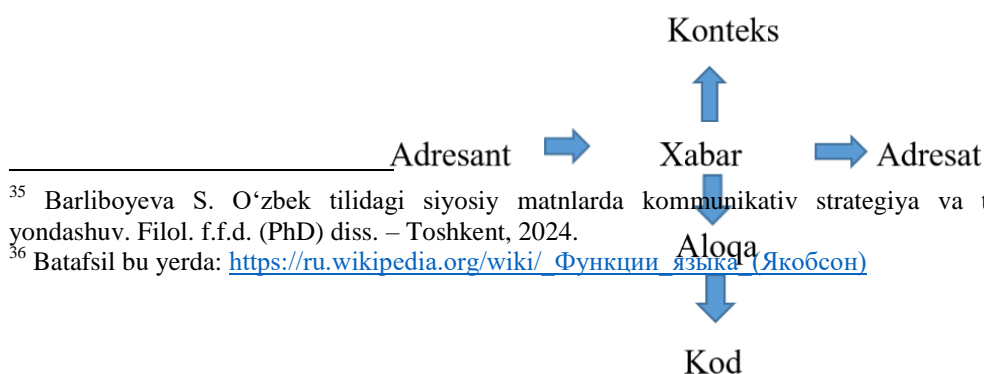 Konteks
Adresant Xabar Adresat
35 Barliboyeva S. O‘zbek tilidagi siyosiy matnlarda kommunikativ strategiya va t
yondashuv. Filol. f.f.d. (PhD) diss. – Toshkent, 2024.
Aloqa
36 Batafsil bu yerda: https://ru.wikipedia.org/wiki/_Функции_языка_(Якобсон)
Kod